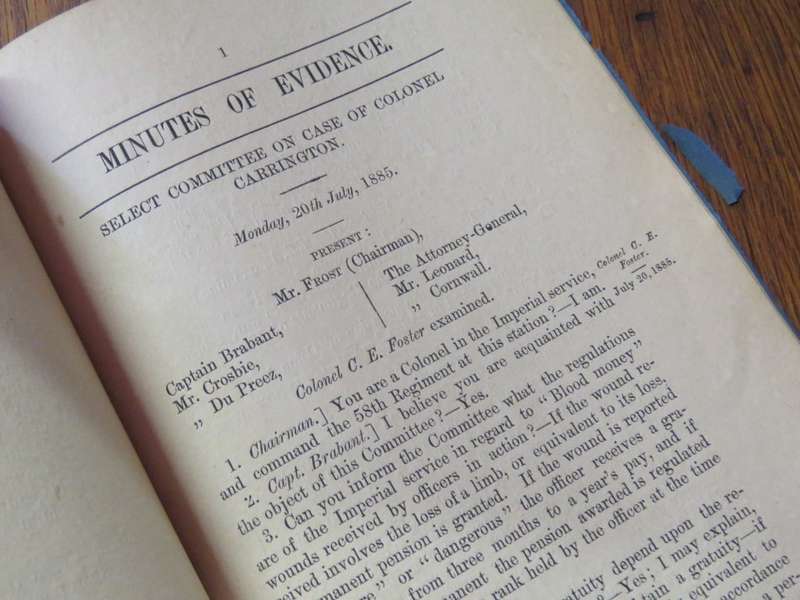 1
MINUTES OF EVIDENCE.
SELECT COMMITTEE ON CASE OF COLONEL
CARRINGTON.
Monday, 20th July, 1885.
PRESENT:
Mr. FROST (Chairman),
Captain Brabant,
Mr. Crosbie,
„ Du Preez,
The Attorney-General,
Mr. Leonard,
„ Cornwall.
Colonel C. E. Foster examined.
Colonel C. E.
Foster.
July 20, 1885.
1. Chairman.] You are a Colonel in the Imperial service,
and command the 58th Regiment at this station?—I am.
2. Capt. Brabant.] I believe you are acquainted with
the object of this Committee?—Yes.
3. Can you inform the Committee what the regulations
are of the Imperial service in regard to "Blood money"
wounds received by officers in action?—If the wound re-
ceived involves the loss of a limb, or equivalent to its loss,
permanent pension is granted. If the wound is reported
or "dangerous" the officer receives a gra-
from three months to a year's pay, and if
the pension awarded is regulated
rank held by the officer at the time
depend upon the re-
?—Yes; I may explain,
a gratuity—if
equivalent to
accordance
a per-